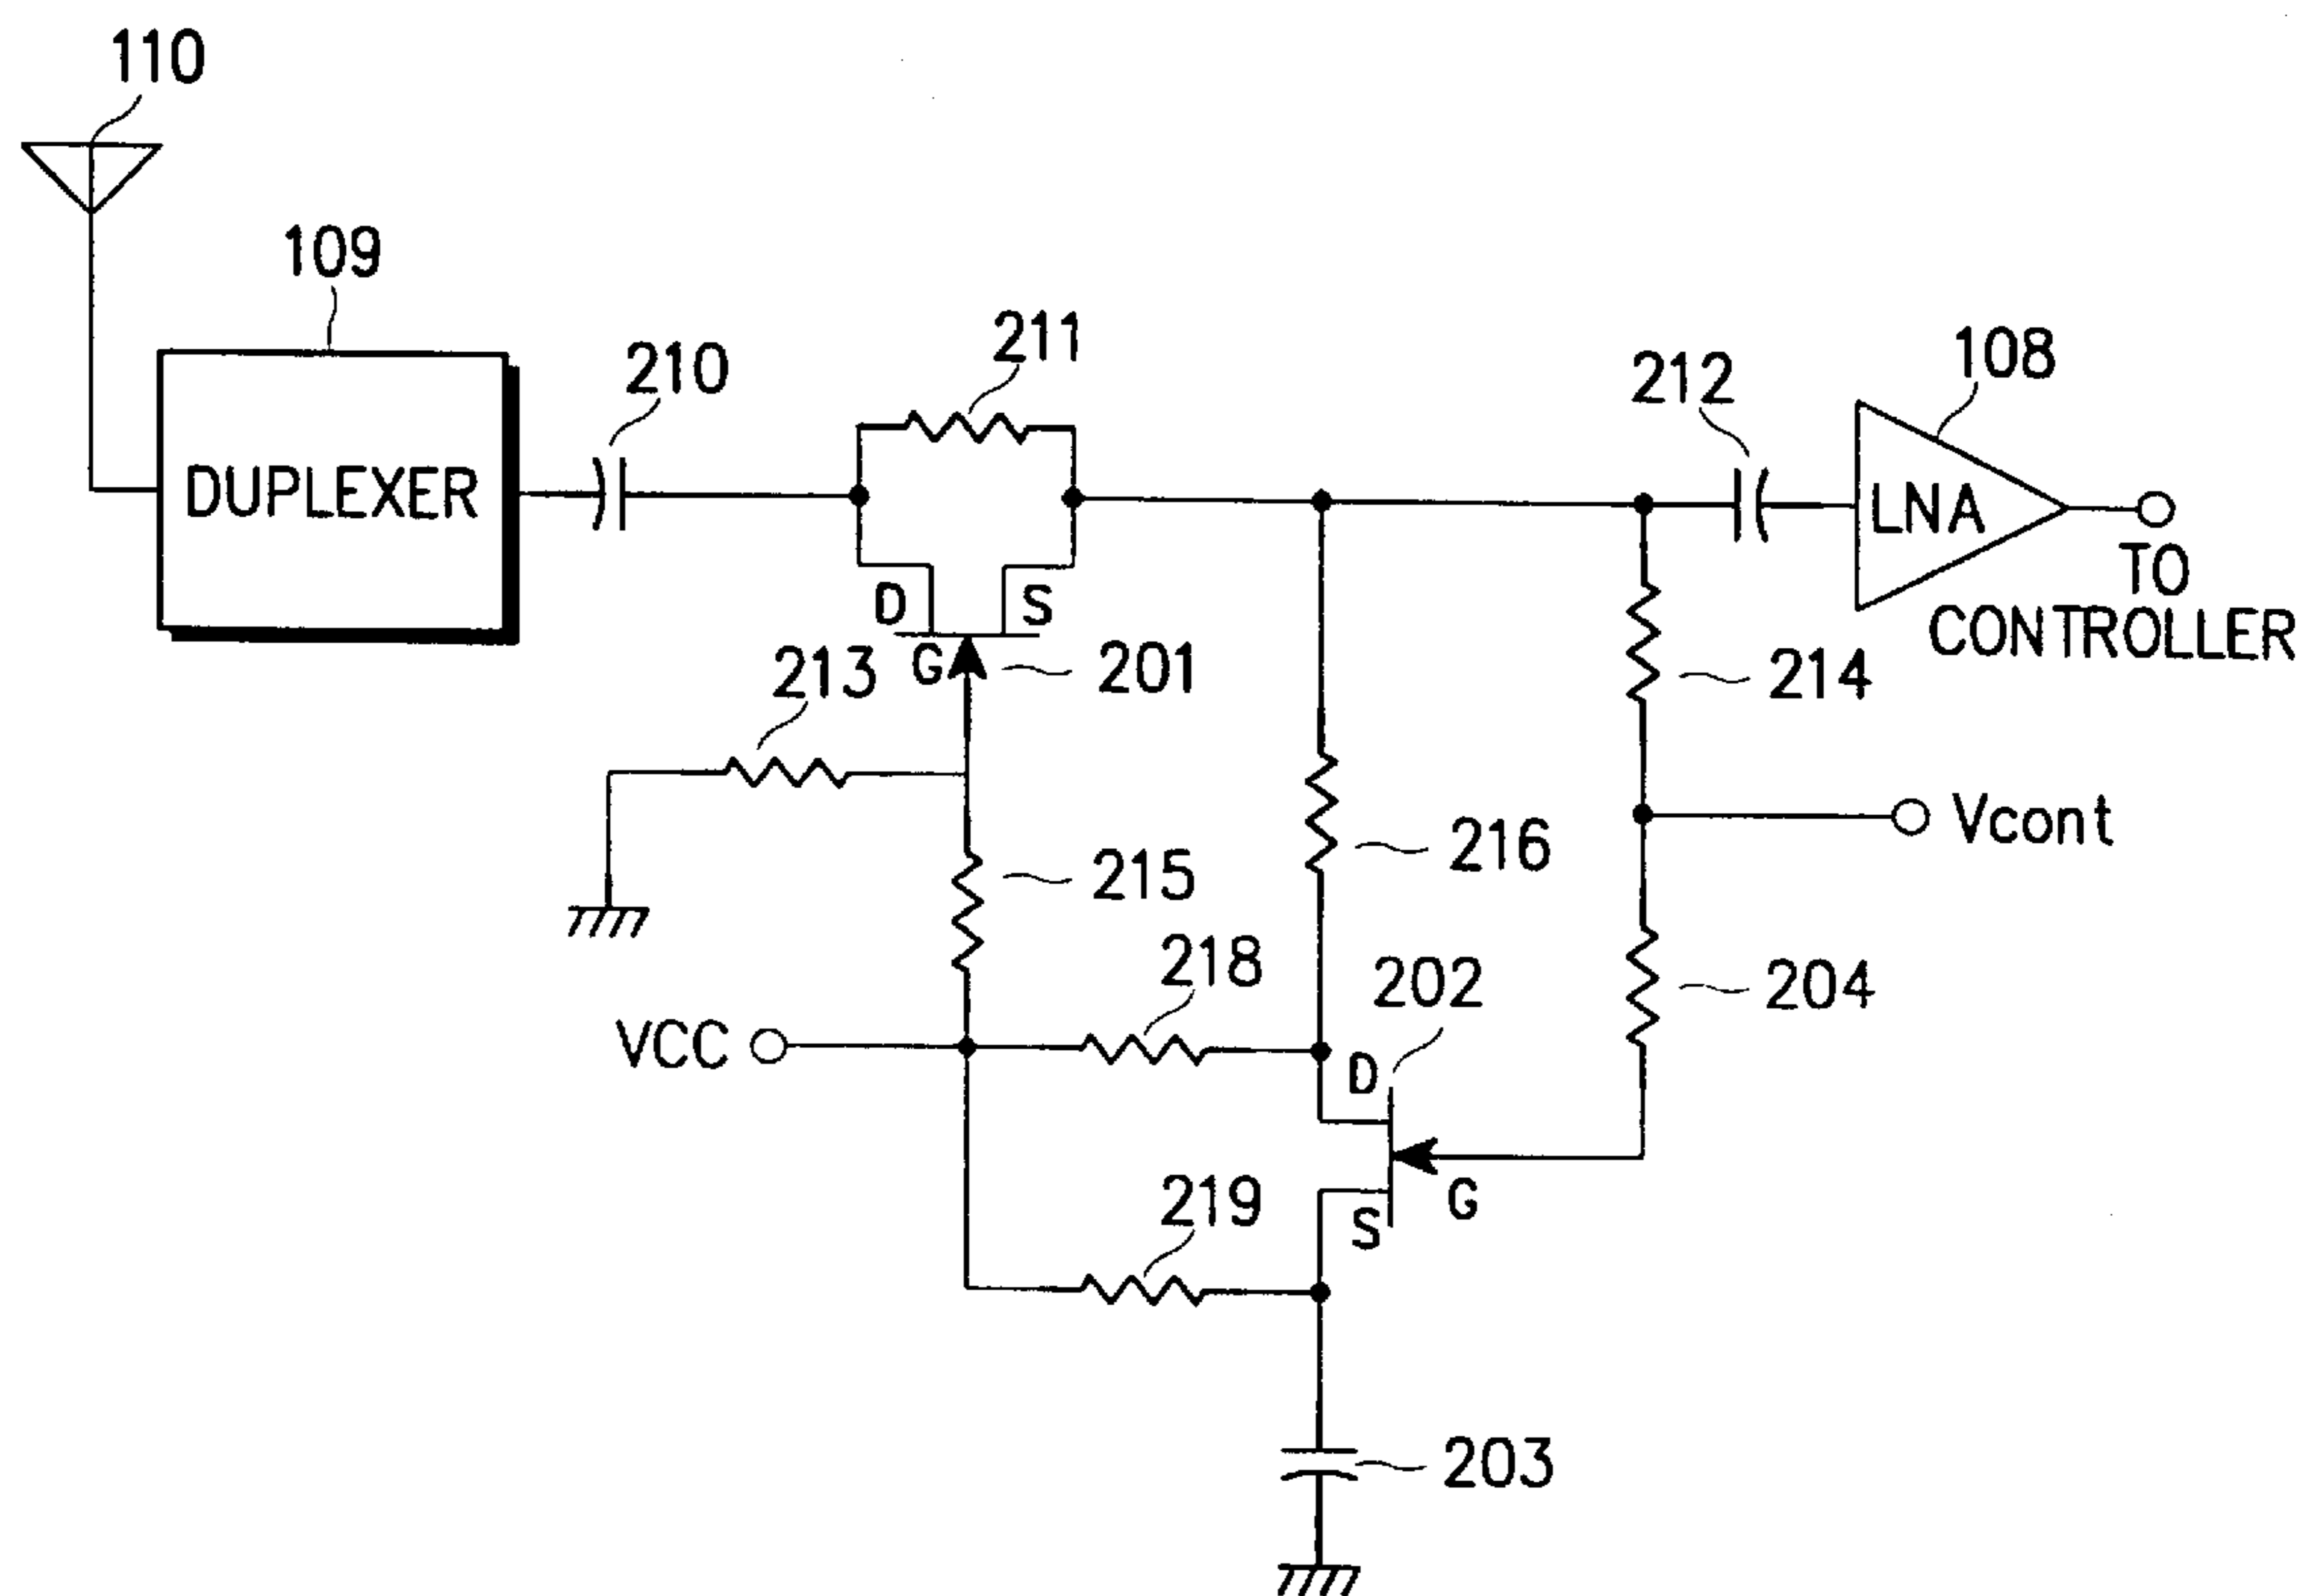 110
109
211
210
212
108
DUPLEXER
LNA
TO
CONTROLLER
D
S
G
201
213
214
215
216
Vcont
218
202
204
VCC
D
G
S
219
203